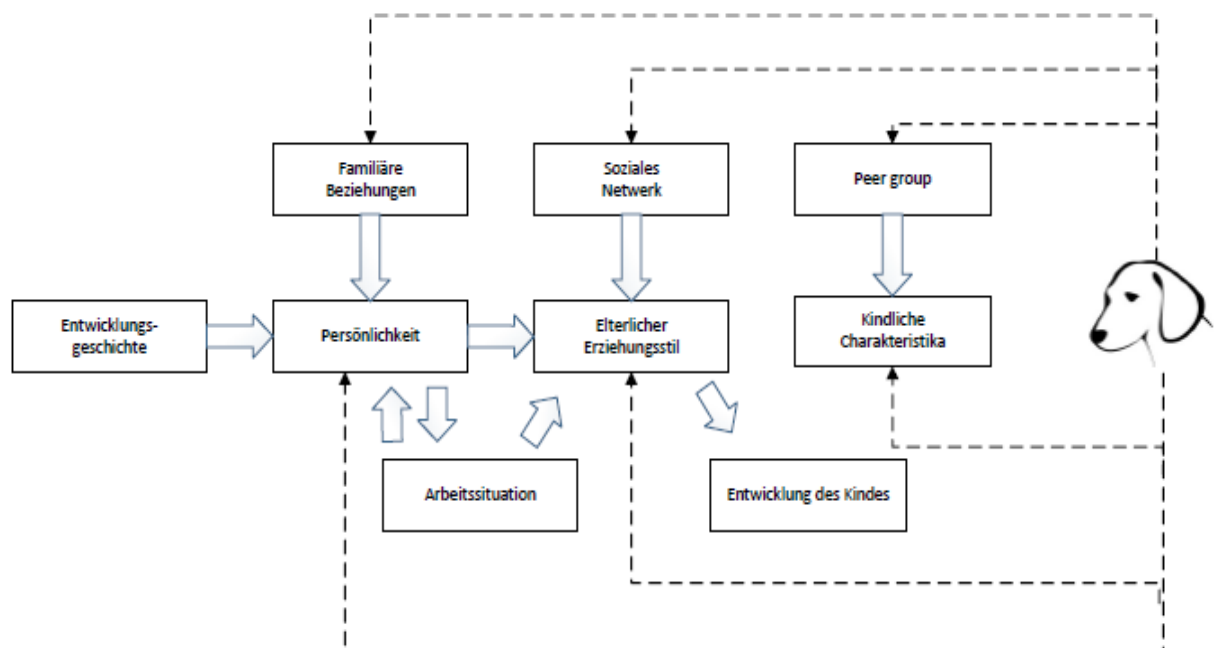 Familiäre
Beziehungen
Soziales
Netwerk
Peer group
Entwicklungs-
geschichte
Persönlichkeit
Elterlicher
Erziehungsstil
Kindliche
Charakteristika
Arbeitssituation
Entwicklung des Kindes